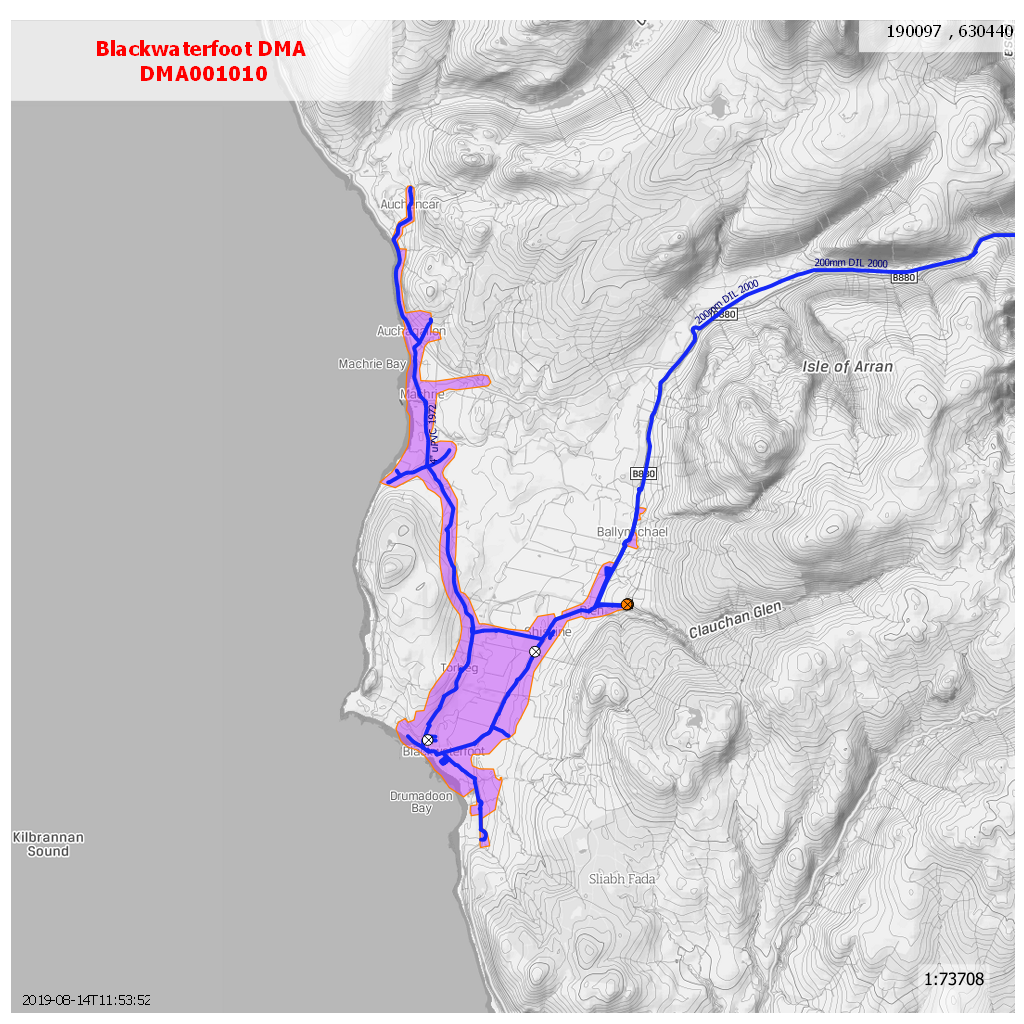 Blackwaterfoot DMA
DMA001010
190097 , 630440
Auchencar
200mm DIL 2000
B880
200mm DIL 2000
B880
Auchagallon
Machrie Bay
Isle of Arran
Machrie
4" uPVC 1972
B880
Ballymichael
Clauchan Glen
Shiskine
Torbeg
Blackwaterfoot
Drumadoon
Bay
Kilbrannan
Sound
Sliabh Fada
1:73708
2019-08-14T11:53:52